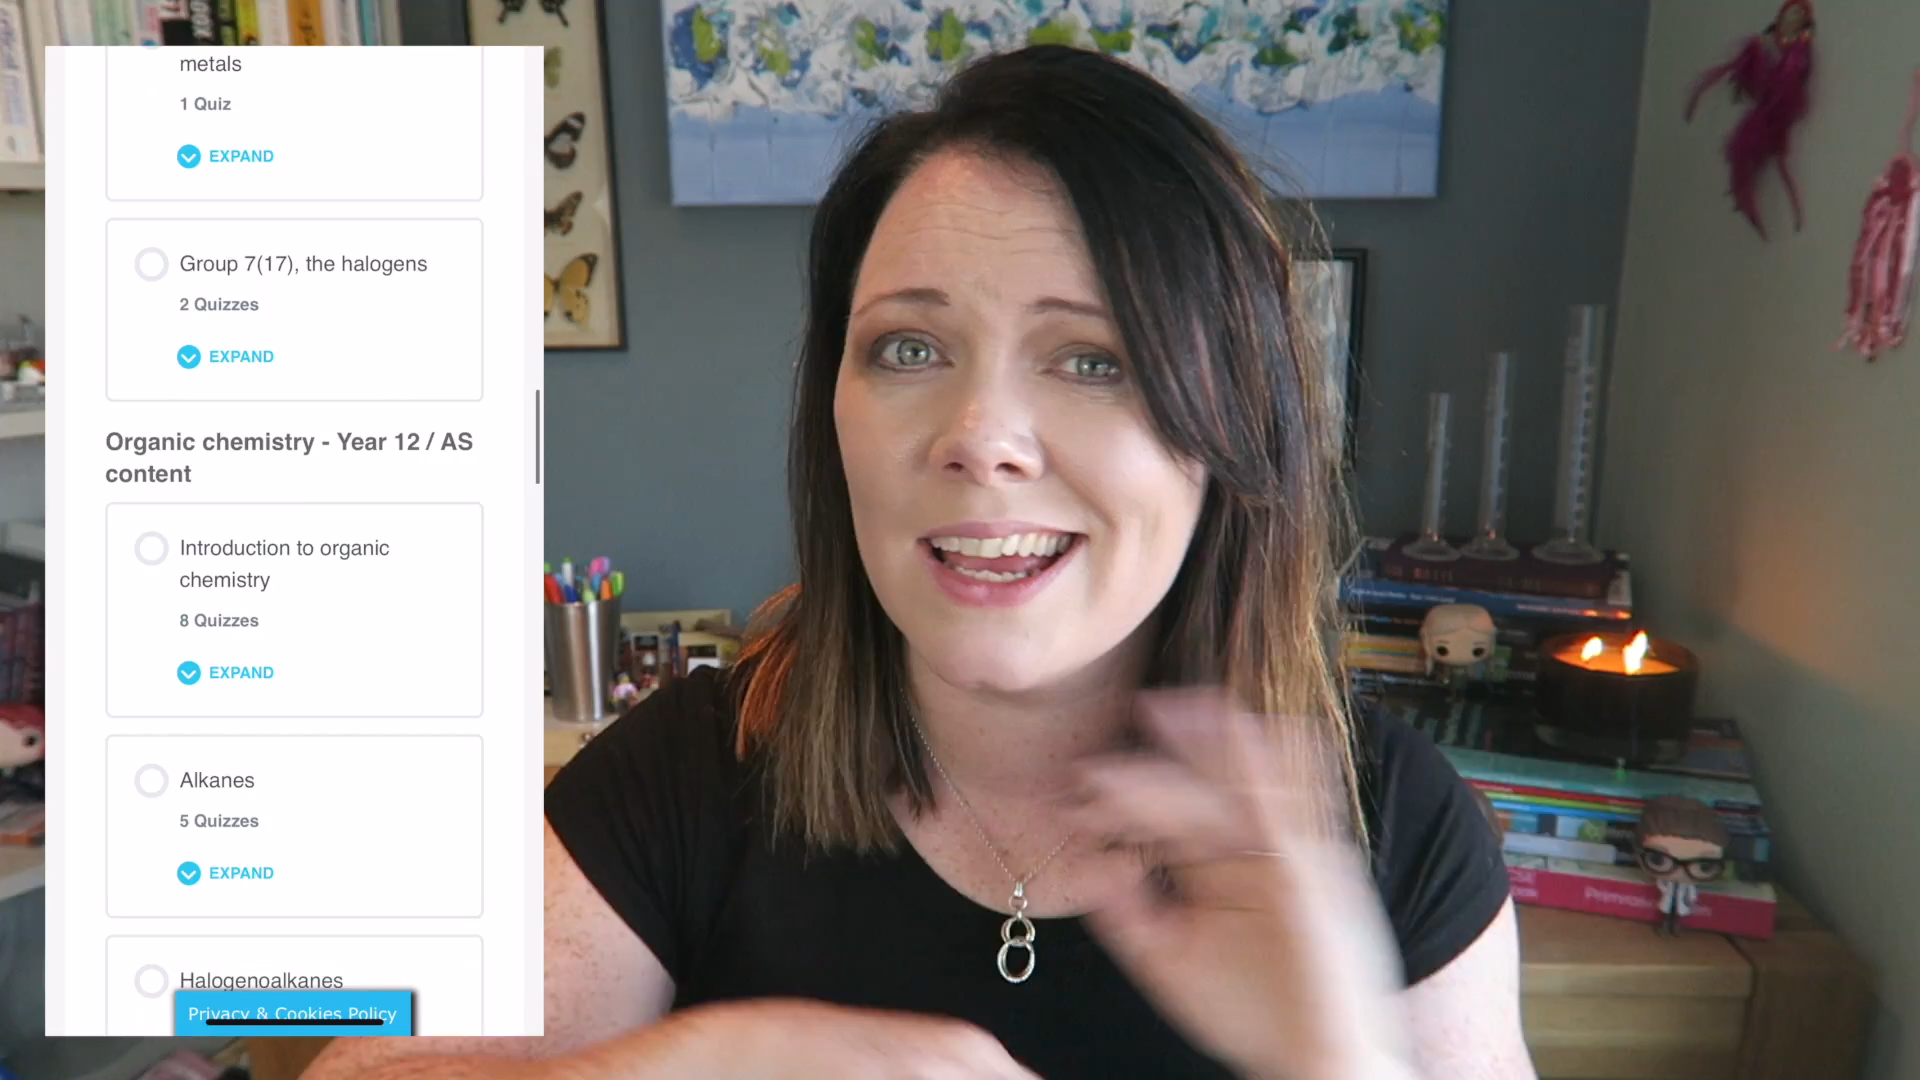 metals
1 Quiz
EXPAND
Group 7(17), the halogens
2 Quizzes
EXPAND
Organic chemistry - Year 12 / AS
content
Introduction to organic
chemistry
8 Quizzes
EXPAND
Alkanes
5 Quizzes
EXPAND
Halogenoalkanes
Privacy & Cookies Policy